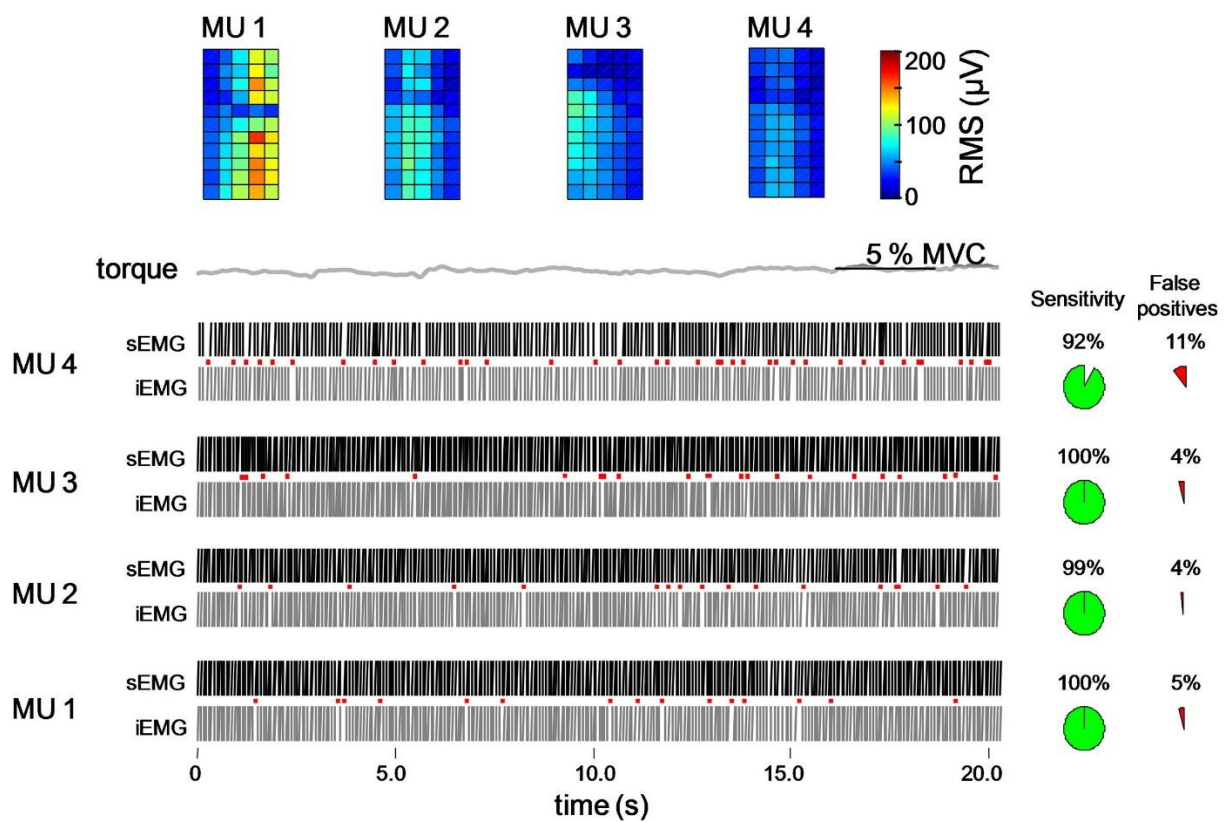 MU 1 MU 2 MU 3 MU 4
200
100
0
RMS (µV)
torque
5 % MVC
Sensitivity
False
positives
MU 4
sEMG
iEMG
92%
11%
MU 3
sEMG
iEMG
100%
4%
MU 2
sEMG
iEMG
99%
4%
MU 1
sEMG
iEMG
100%
5%
0 5.0 10.0 15.0 20.0
time (s)